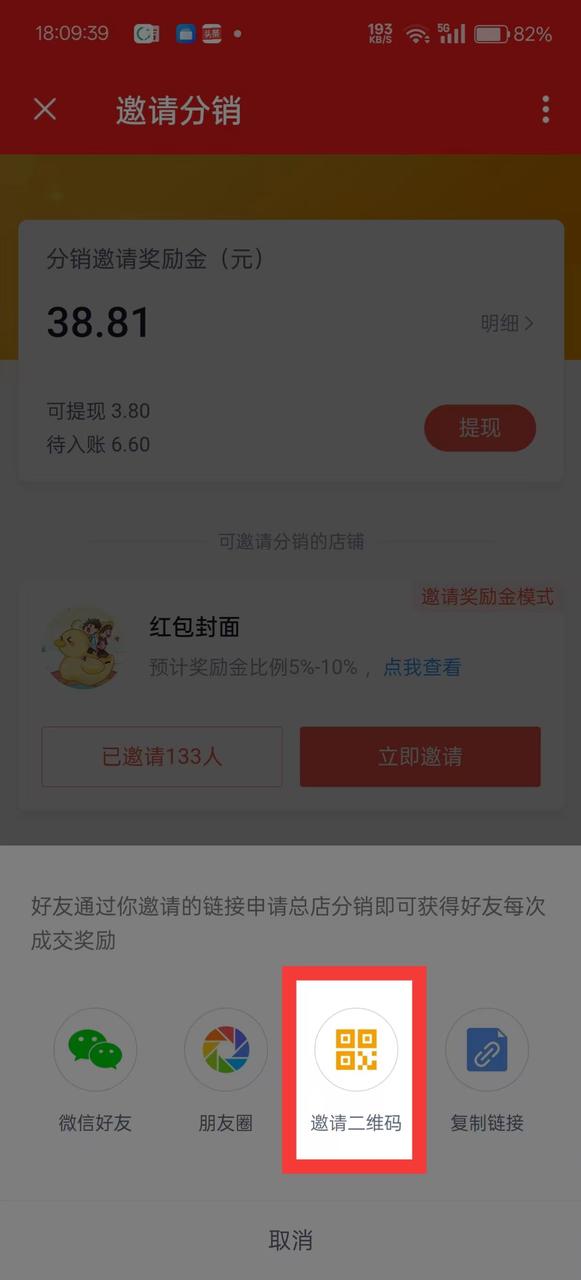 18:09:39
193
KB/S
5G
82%
头条
邀请分销
分销邀请奖励金（元）
38.81
明细
可提现 3.80
待入账 6.60
提现
可邀请分销的店铺
邀请奖励金模式
红包封面
预计奖励金比例5%-10%，点我查看
已邀请133人
立即邀请
好友通过你邀请的链接申请总店分销即可获得好友每次
成交奖励
微信好友
朋友圈
邀请二维码
复制链接
取消